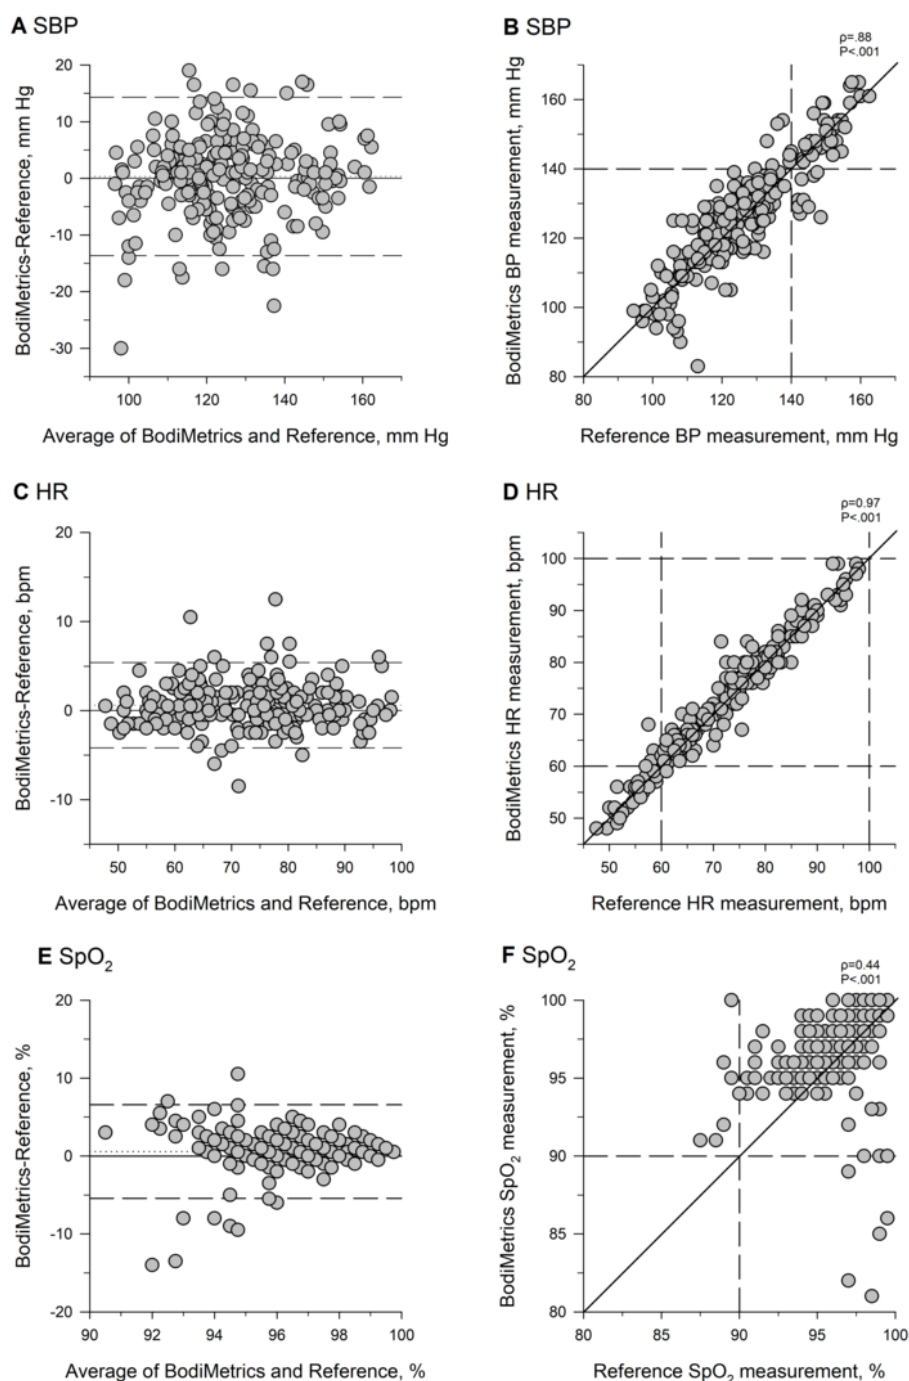 A SBP
20
10
0
-10
-20
-30
100
120
140
160
BodiMetrics-Reference, mm Hg
Average of BodiMetrics and Reference, mm Hg
B SBP
ρ=.88
P<.001
160
140
120
100
80
80
100
120
140
160
BodiMetrics BP measurement, mm Hg
Reference BP measurement, mm Hg
C HR
20
10
0
-10
50
60
70
80
90
100
BodiMetrics-Reference, bpm
Average of BodiMetrics and Reference, bpm
D HR
ρ=0.97
P<.001
100
90
80
70
60
50
50
60
70
80
90
100
BodiMetrics HR measurement, bpm
Reference HR measurement, bpm
E SpO₂
20
10
0
-10
-20
90
92
94
96
98
100
BodiMetrics-Reference, %
Average of BodiMetrics and Reference, %
F SpO₂
ρ=0.44
P<.001
100
95
90
85
80
80
85
90
95
100
BodiMetrics SpO₂ measurement, %
Reference SpO₂ measurement, %